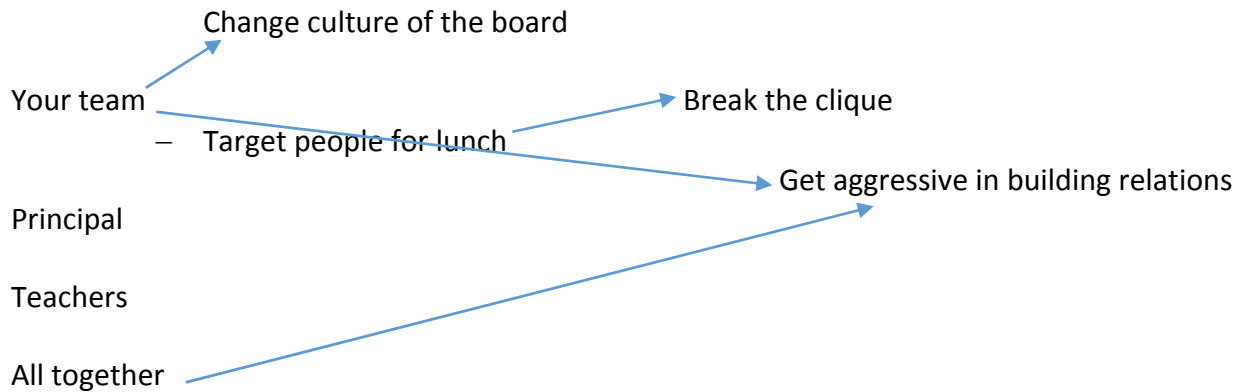 Change culture of the board
Your team
Break the clique
– Target people for lunch
Get aggressive in building relations
Principal
Teachers
All together